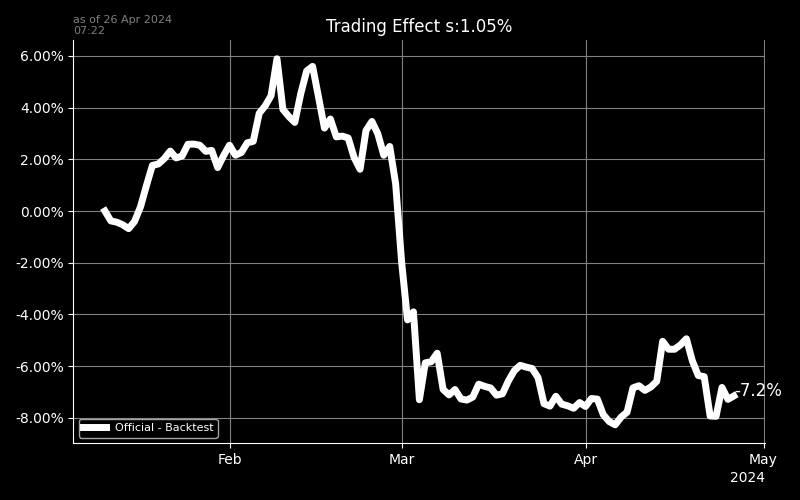 as of 26 Apr 2024
07:22
Trading Effect s:1.05%
6.00%
4.00%
2.00%
0.00%
-2.00%
-4.00%
-6.00%
-8.00%
-7.2%
Official - Backtest
Feb
Mar
Apr
May
2024